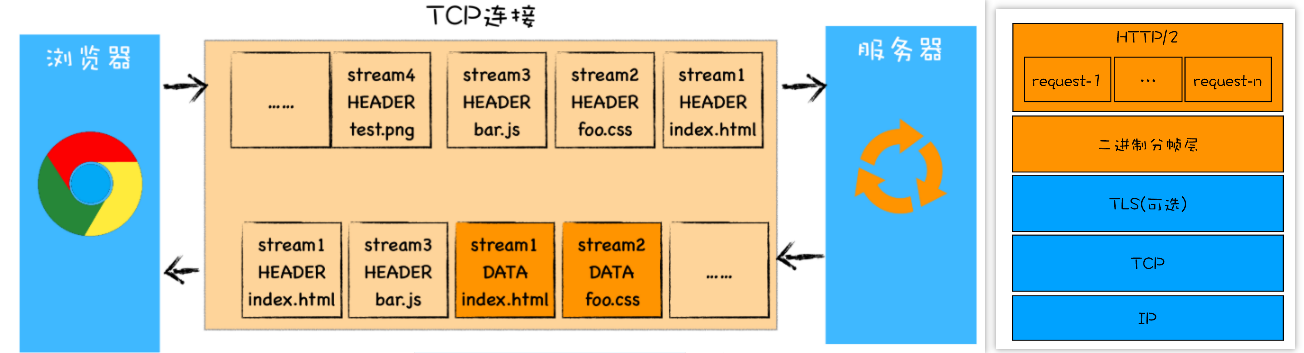 TCP连接
浏览器
……
stream4
HEADER
test.png
stream3
HEADER
bar.js
stream2
HEADER
foo.css
stream1
HEADER
index.html
stream1
HEADER
index.html
stream3
HEADER
bar.js
stream1
DATA
index.html
stream2
DATA
foo.css
……
服务器
HTTP/2
request-1
…
request-n
二进制分帧层
TLS(可选)
TCP
IP